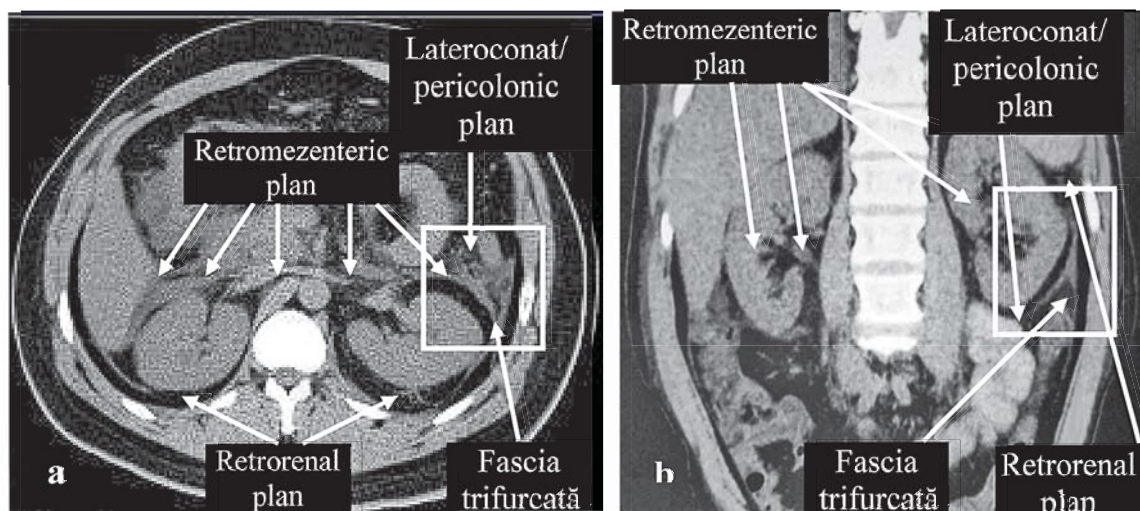 Lateroconat/
pericolonic
plan
Retromezenteric
plan
Retrorenal
plan
Fascia
trifurcată
a
Retromezenteric
plan
Lateroconat/
pericolonic
plan
Fascia
trifurcată
Retrorenal
plan
b